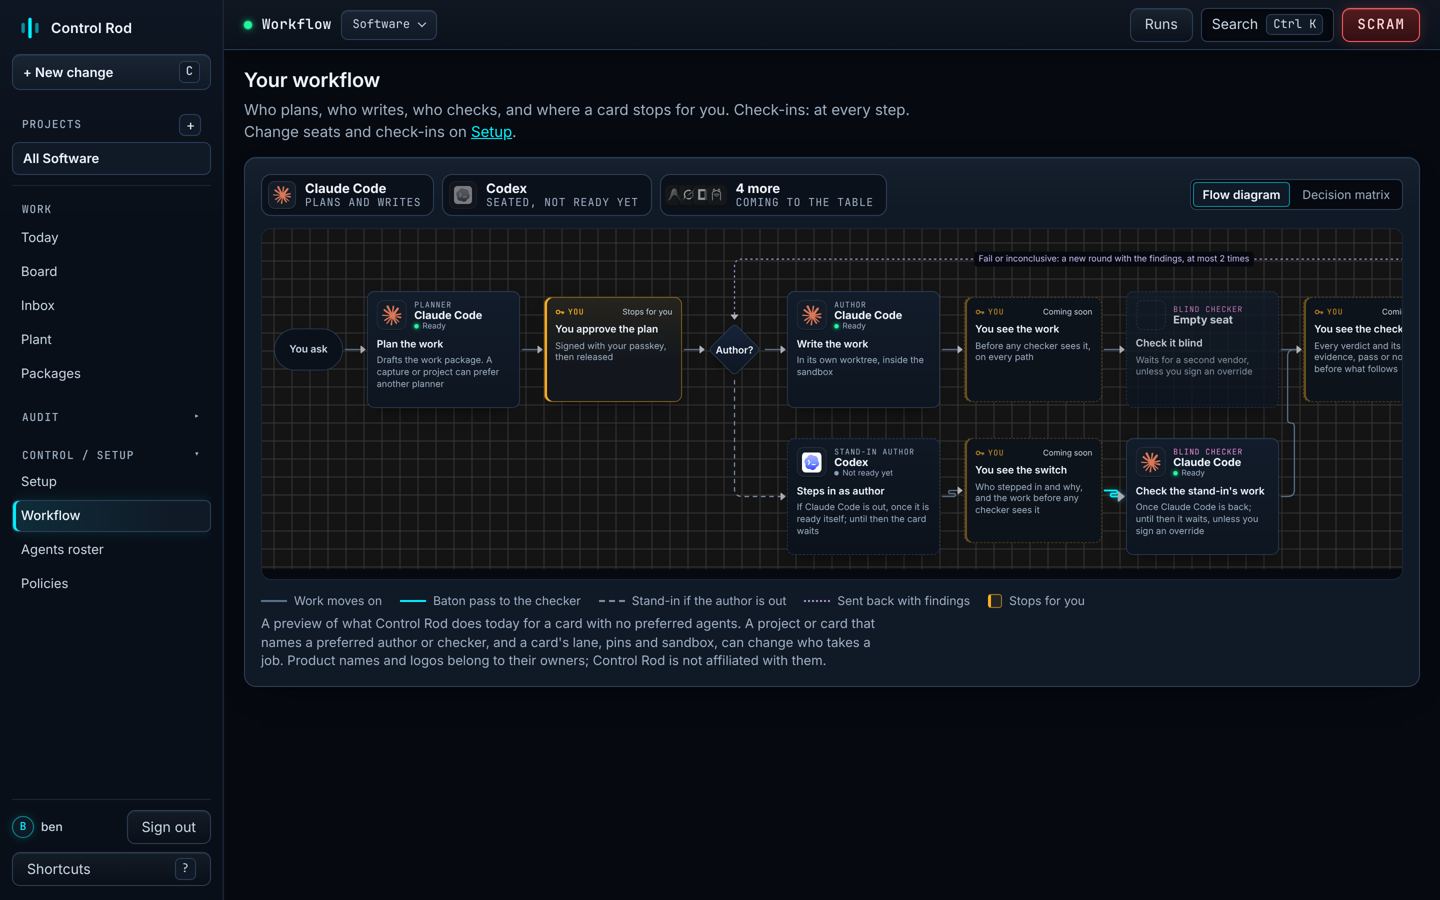 Control Rod
+ New change C
PROJECTS +
All Software
WORK
Today
Board
Inbox
Plant
Packages
AUDIT
CONTROL / SETUP
Setup
Workflow
Agents roster
Policies
B ben
Sign out
Shortcuts ?
Workflow
Software
Runs
Search Ctrl K
SCRAM
Your workflow
Who plans, who writes, who checks, and where a card stops for you. Check-ins: at every step.
Change seats and check-ins on Setup.
Claude Code
PLANS AND WRITES
Codex
SEATED, NOT READY YET
4 more
COMING TO THE TABLE
Flow diagram
Decision matrix
Fail or inconclusive: a new round with the findings, at most 2 times
You ask
PLANNER
Claude Code
Ready
Plan the work
Drafts the work package. A
capture or project can prefer
another planner
YOU
Stops for you
You approve the plan
Signed with your passkey,
then released
Author?
AUTHOR
Claude Code
Ready
Write the work
In its own worktree, inside the
sandbox
YOU
Coming soon
You see the work
Before any checker sees it,
on every path
BLIND CHECKER
Empty seat
Check it blind
Waits for a second vendor,
unless you sign an override
YOU
Comi
You see the check
Every verdict and its
evidence, pass or no
before what follows
STAND-IN AUTHOR
Codex
Not ready yet
Steps in as author
If Claude Code is out, once it is
ready itself; until then the card
waits
YOU
Coming soon
You see the switch
Who stepped in and why,
and the work before any
checker sees it
BLIND CHECKER
Claude Code
Ready
Check the stand-in's work
Once Claude Code is back;
until then it waits, unless you
sign an override
Work moves on
Baton pass to the checker
Stand-in if the author is out
Sent back with findings
Stops for you
A preview of what Control Rod does today for a card with no preferred agents. A project or card that
names a preferred author or checker, and a card's lane, pins and sandbox, can change who takes a
job. Product names and logos belong to their owners; Control Rod is not affiliated with them.